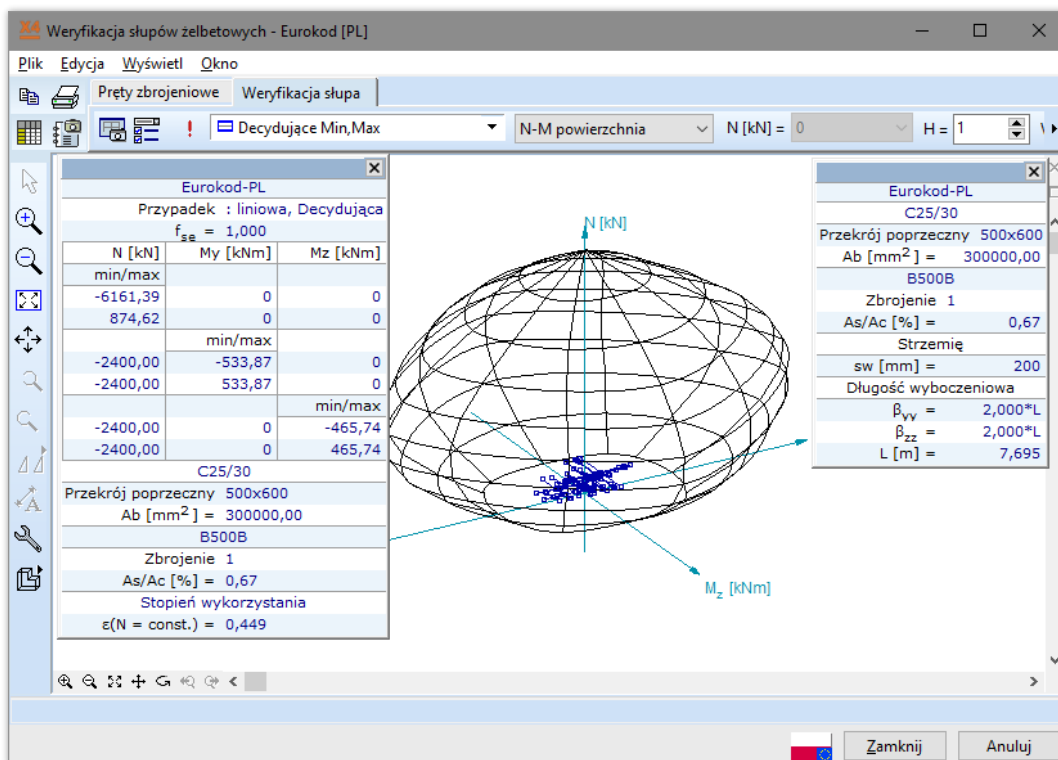 X4 Weryfikacja słupów żelbetowych - Eurokod [PL]
Plik Edycja Wyświetl Okno
Pręty zbrojeniowe Weryfikacja słupa
Decydujące Min,Max N-M powierzchnia N [kN] = 0 H = 1
Eurokod-PL
Przypadek : liniowa, Decydująca
fse = 1,000
N [kN] My [kNm] Mz [kNm]
min/max
-6161,39 0 0
874,62 0 0
min/max
-2400,00 -533,87 0
-2400,00 533,87 0
min/max
-2400,00 0 -465,74
-2400,00 0 465,74
C25/30
Przekrój poprzeczny 500x600
Ab [mm²] = 300000,00
B500B
Zbrojenie 1
As/Ac [%] = 0,67
Stopień wykorzystania
ε(N = const.) = 0,449
N [kN]
Mz [kNm]
Eurokod-PL
C25/30
Przekrój poprzeczny 500x600
Ab [mm²] = 300000,00
B500B
Zbrojenie 1
As/Ac [%] = 0,67
Strzemię
sw [mm] = 200
Długość wyboczeniowa
βyy = 2,000*L
βzz = 2,000*L
L [m] = 7,695
Zamknij Anuluj